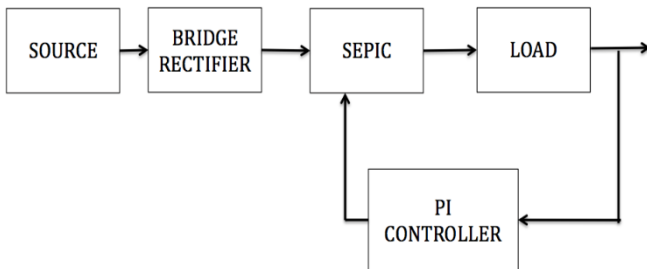 SOURCE
BRIDGE
RECTIFIER
SEPIC
LOAD
PI
CONTROLLER